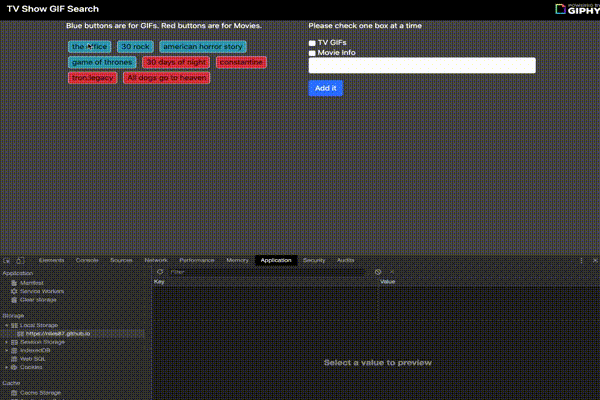 TV Show GIF Search
POWERED BY
GIPHY
Blue buttons are for GIFs. Red buttons are for Movies.
the office 30 rock american horror story
game of thrones 30 days of night constantine
tron:legacy All dogs go to heaven
Please check one box at a time
TV GIFs
Movie Info
Add it
Elements Console Sources Network Performance Memory Application Security Audits
Application
Manifest
Service Workers
Clear storage
Storage
Local Storage
Session Storage
IndexedDB
Web SQL
Cookies
Cache
Cache Storage
Filter
Key Value
Select a value to preview